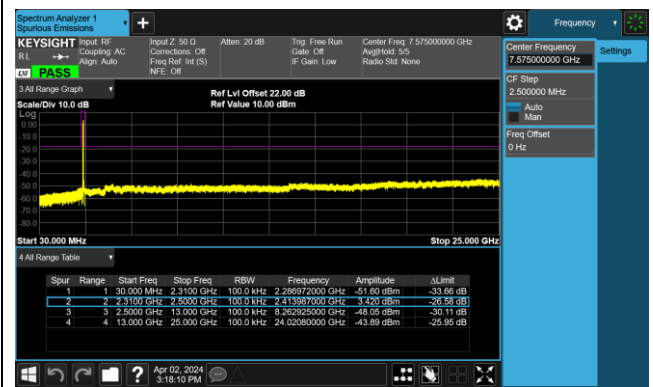 Spectrum Analyzer 1
Spurious Emissions
Frequency
KEYSIGHT
RL
LXI PASS
Input: RF
Coupling: AC
Align: Auto
Input Z: 50 Ω
Corrections: Off
Freq Ref: Int (S)
NFE: Off
Atten: 20 dB
Trig: Free Run
Gate: Off
IF Gain: Low
Center Freq: 7.575000000 GHz
Avg|Hold: 5/5
Radio Std: None
Center Frequency
7.575000000 GHz
Settings
CF Step
2.500000 MHz
Auto
Man
Freq Offset
0 Hz
3 All Range Graph
Scale/Div 10.0 dB
Ref Lvl Offset 22.00 dB
Ref Value 10.00 dBm
Log
0.00
-10.0
-20.0
-30.0
-40.0
-50.0
-60.0
-70.0
-80.0
Start 30.000 MHz Stop 25.000 GHz
4 All Range Table
Spur Range Start Freq Stop Freq RBW Frequency Amplitude ΔLimit
1 1 30.000 MHz 2.3100 GHz 100.0 kHz 2.286972000 GHz -51.60 dBm -33.66 dB
2 2 2.3100 GHz 2.5000 GHz 100.0 kHz 2.413987000 GHz 3.420 dBm -26.58 dB
3 3 2.5000 GHz 13.000 GHz 100.0 kHz 8.262925000 GHz -48.05 dBm -30.11 dB
4 4 13.000 GHz 25.000 GHz 100.0 kHz 24.02080000 GHz -43.89 dBm -25.95 dB
Apr 02, 2024
3:18:10 PM